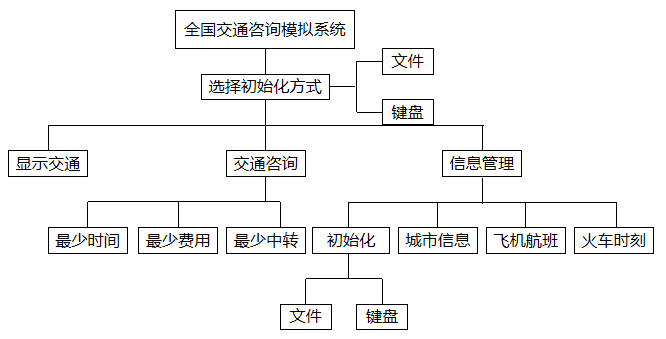 全国交通咨询模拟系统
选择初始化方式
文件
键盘
显示交通
交通咨询
信息管理
最少时间
最少费用
最少中转
初始化
城市信息
飞机航班
火车时刻
文件
键盘